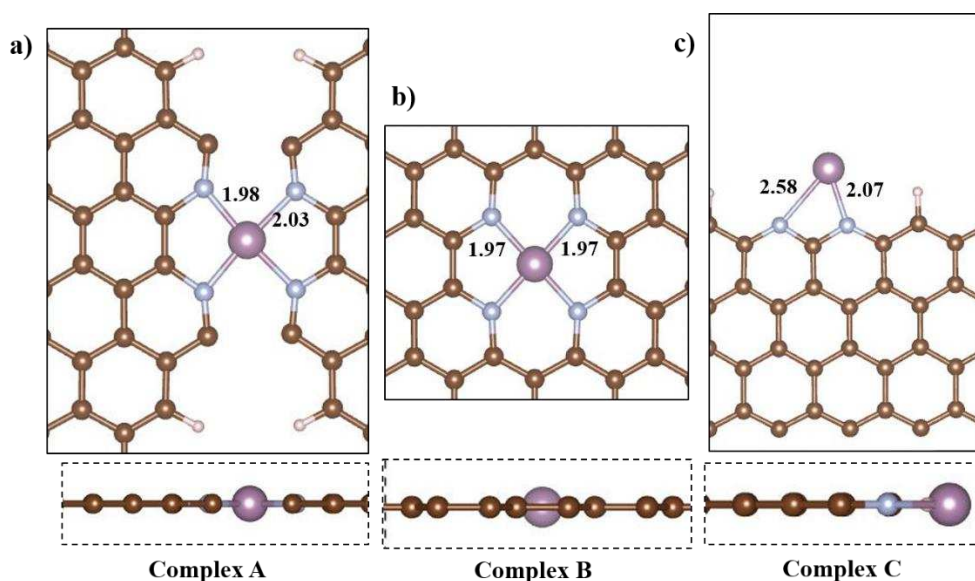 a)
1.98
2.03
b)
1.97 1.97
c)
2.58
2.07
Complex A
Complex B
Complex C